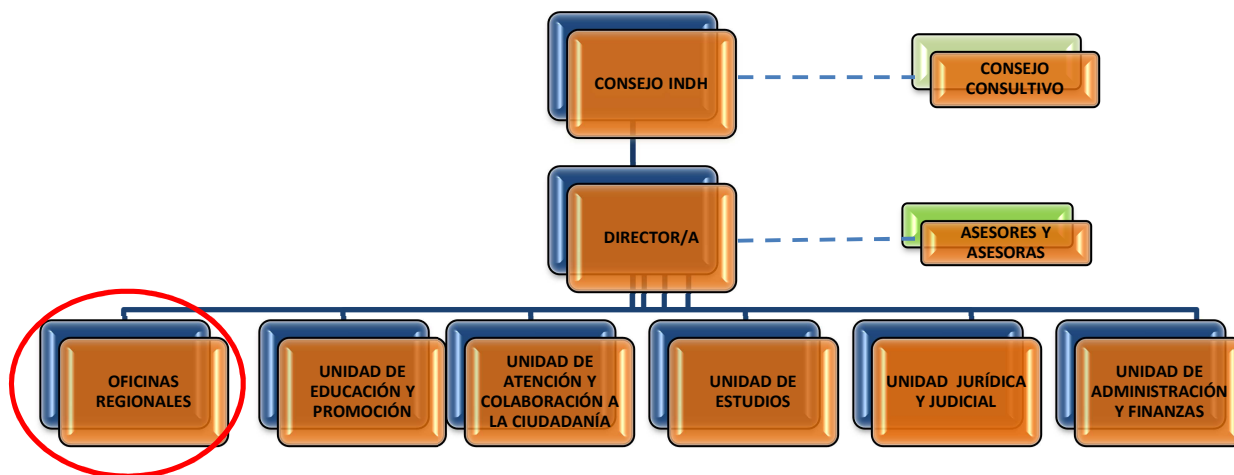 CONSEJO INDH
CONSEJO
CONSULTIVO
DIRECTOR/A
ASESORES Y
ASESORAS
OFICINAS
REGIONALES
UNIDAD DE
EDUCACIÓN Y
PROMOCIÓN
UNIDAD DE
ATENCIÓN Y
COLABORACIÓN A
LA CIUDADANÍA
UNIDAD DE
ESTUDIOS
UNIDAD JURÍDICA
Y JUDICIAL
UNIDAD DE
ADMINISTRACIÓN
Y FINANZAS